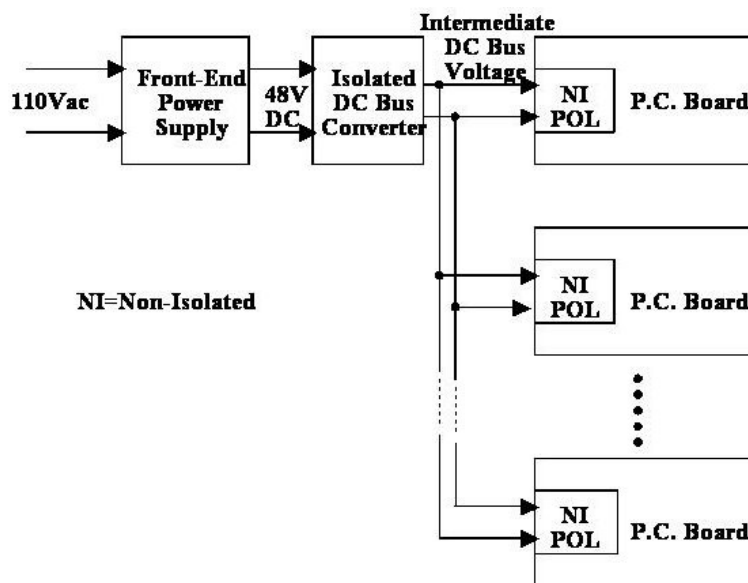 Intermediate
DC Bus
Voltage
110Vac
Front-End
Power
Supply
48V
DC
Isolated
DC Bus
Converter
NI
POL
P.C. Board
NI=Non-Isolated
NI
POL
P.C. Board
NI
POL
P.C. Board